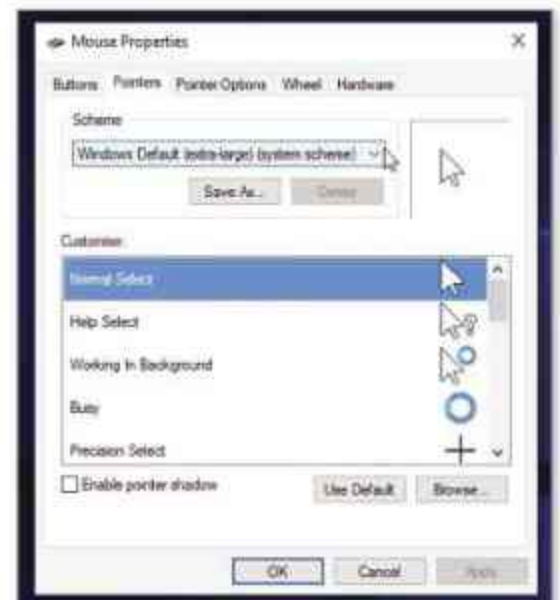 Mouse Properties
Buttons Pointers Pointer Options Wheel Hardware
Scheme
Windows Default (extra-large) (system scheme)
Save As... Delete
Customise:
Normal Select
Help Select
Working In Background
Busy
Precision Select
Enable pointer shadow Use Default Browse...
OK Cancel Apply